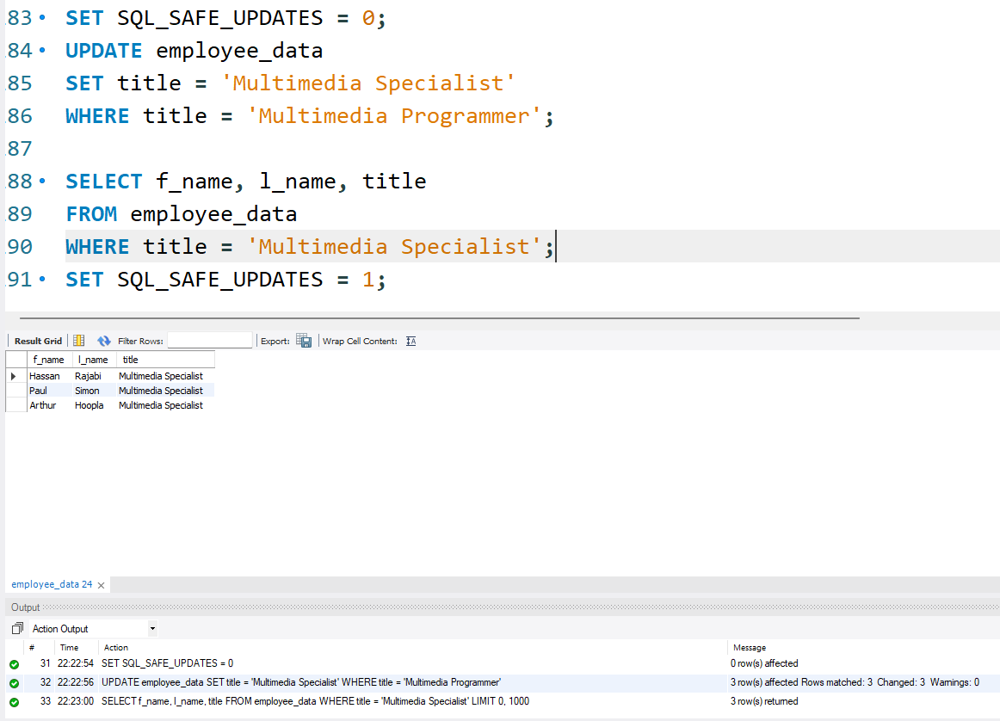 83 SET SQL_SAFE_UPDATES = 0;
84 UPDATE employee_data
85 SET title = 'Multimedia Specialist'
86 WHERE title = 'Multimedia Programmer';
87
88 SELECT f_name, l_name, title
89 FROM employee_data
90 WHERE title = 'Multimedia Specialist';
91 SET SQL_SAFE_UPDATES = 1;
Result Grid Filter Rows: Export: Wrap Cell Content:
f_name l_name title
Hassan Rajabi Multimedia Specialist
Paul Simon Multimedia Specialist
Arthur Hoopla Multimedia Specialist
employee_data 24
Output
Action Output
# Time Action Message
31 22:22:54 SET SQL_SAFE_UPDATES = 0 0 row(s) affected
32 22:22:56 UPDATE employee_data SET title = 'Multimedia Specialist' WHERE title = 'Multimedia Programmer' 3 row(s) affected Rows matched: 3 Changed: 3 Warnings: 0
33 22:23:00 SELECT f_name, l_name, title FROM employee_data WHERE title = 'Multimedia Specialist' LIMIT 0, 1000 3 row(s) returned